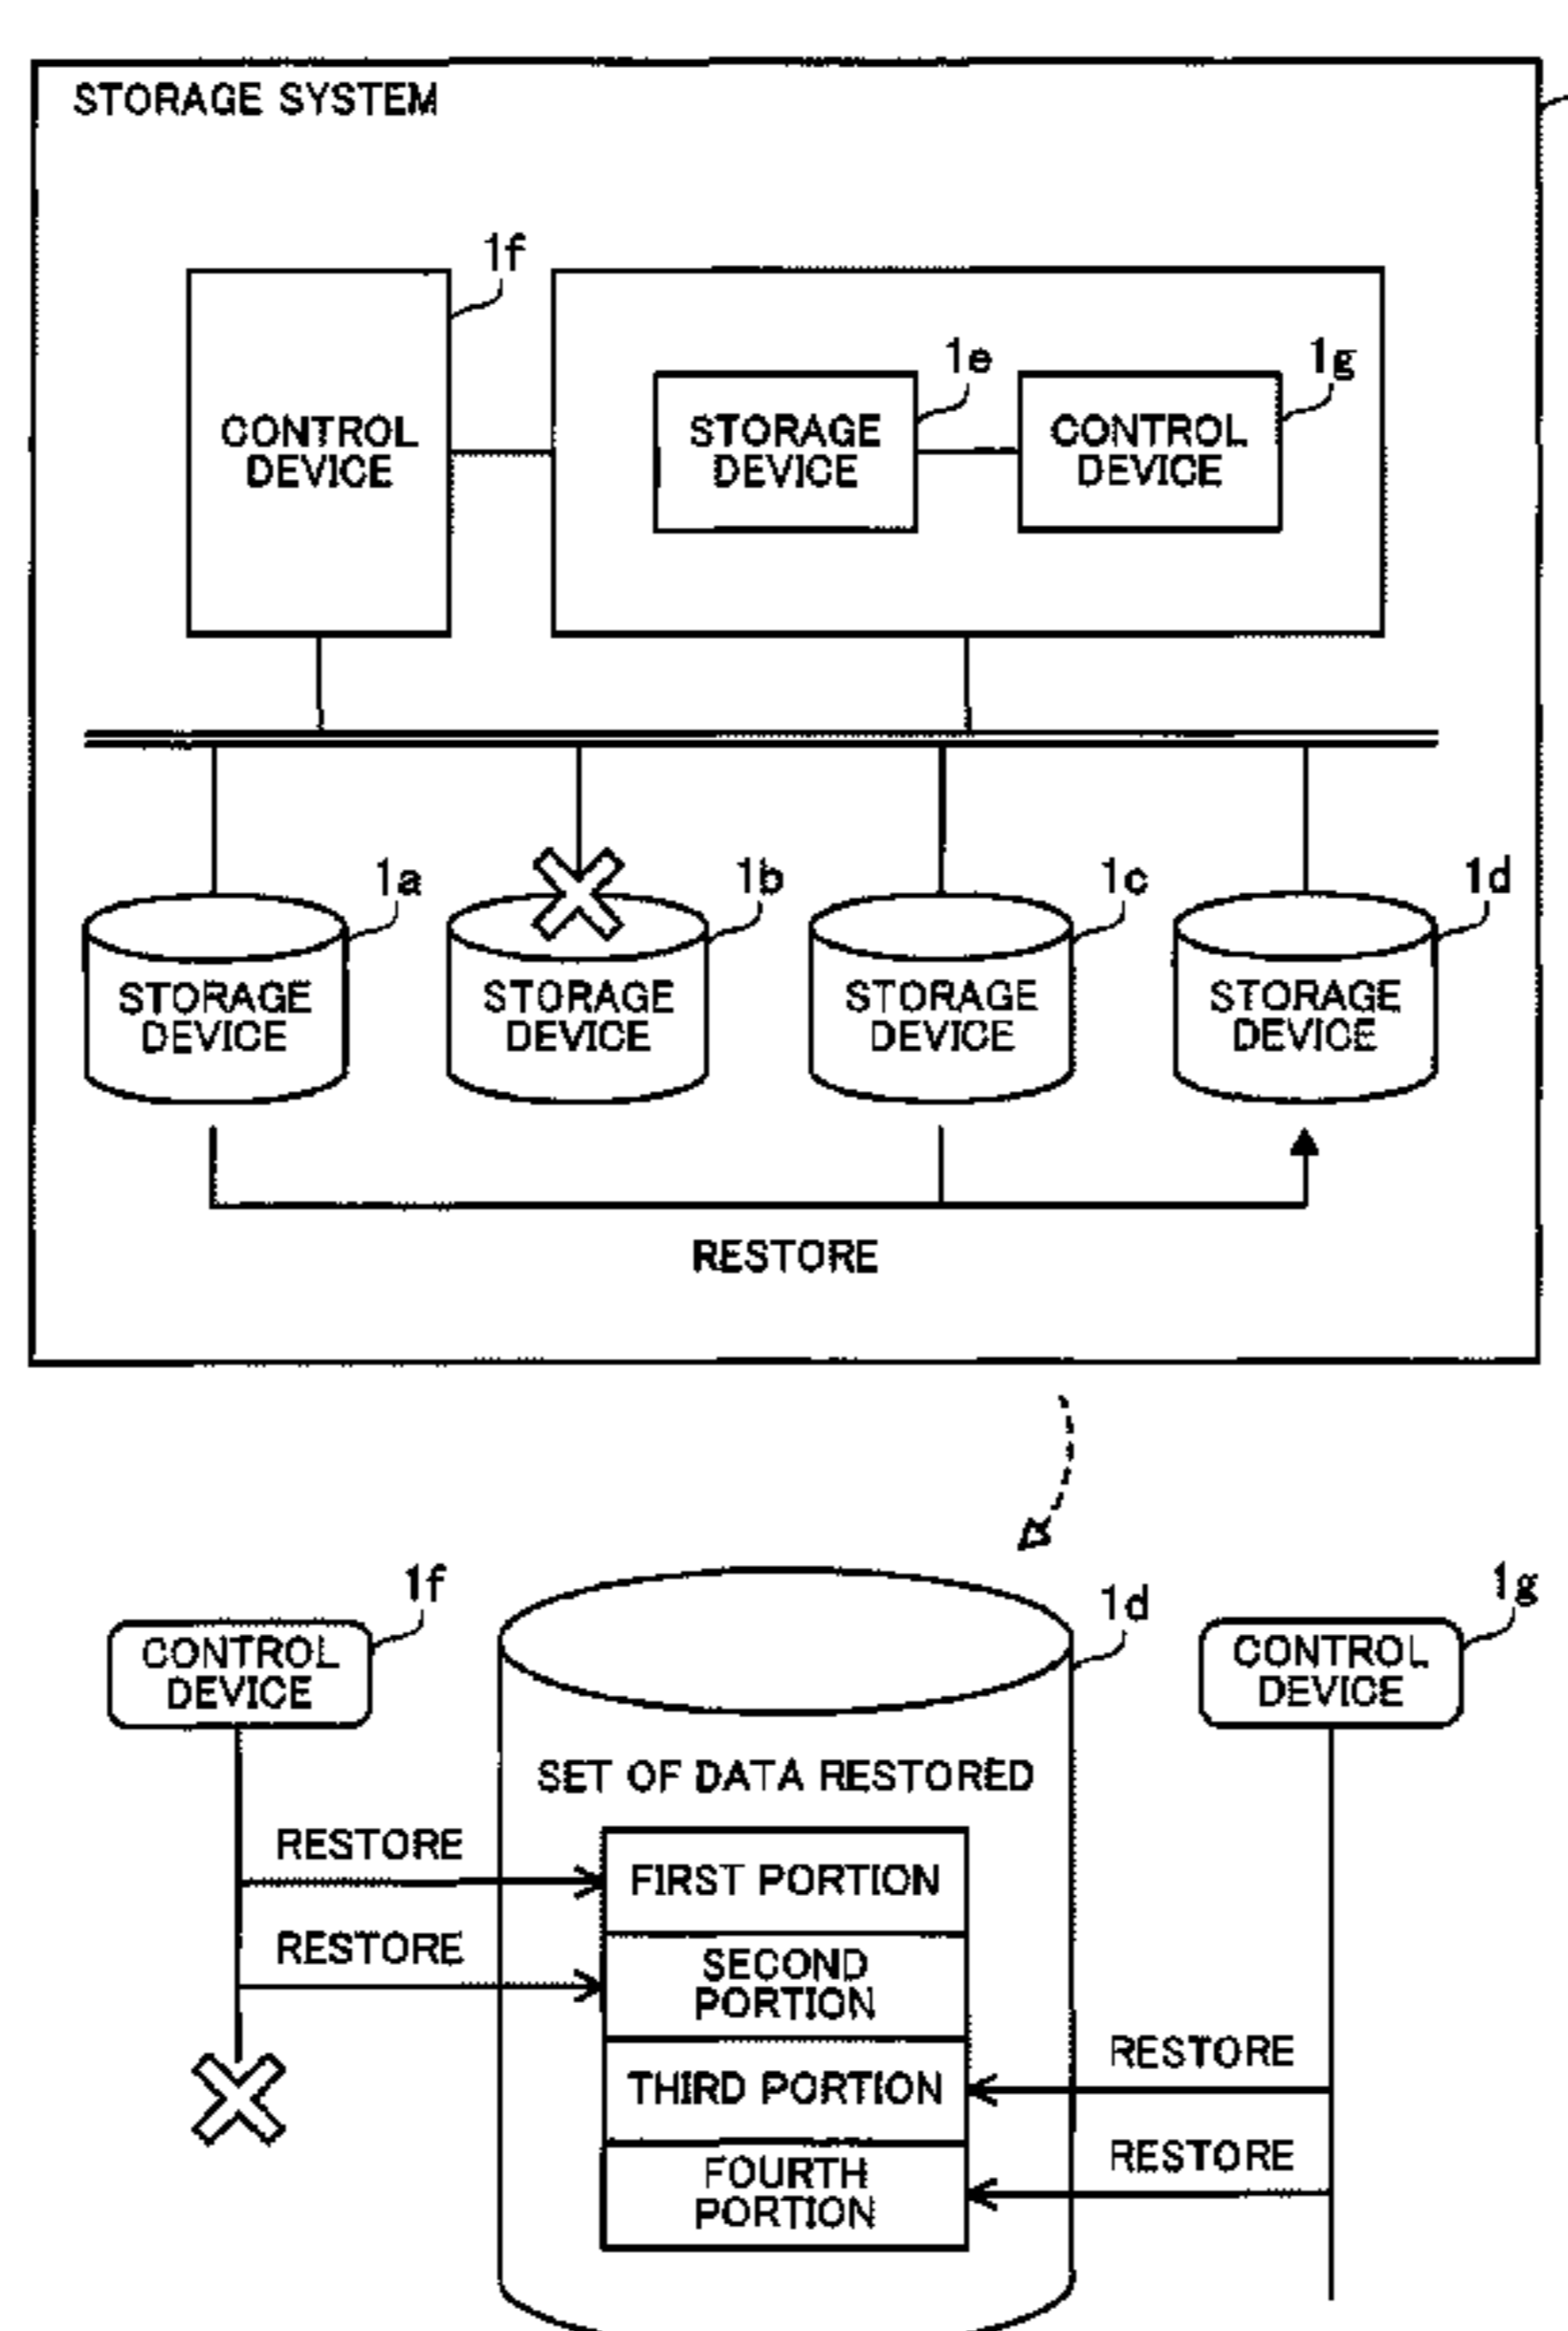 STORAGE SYSTEM
1f
1e
1g
CONTROL
DEVICE
STORAGE
DEVICE
CONTROL
DEVICE
1a
1b
1c
1d
STORAGE
DEVICE
STORAGE
DEVICE
STORAGE
DEVICE
STORAGE
DEVICE
RESTORE
1f
1d
1g
CONTROL
DEVICE
CONTROL
DEVICE
SET OF DATA RESTORED
RESTORE
FIRST PORTION
RESTORE
SECOND
PORTION
RESTORE
THIRD PORTION
RESTORE
FOURTH
PORTION